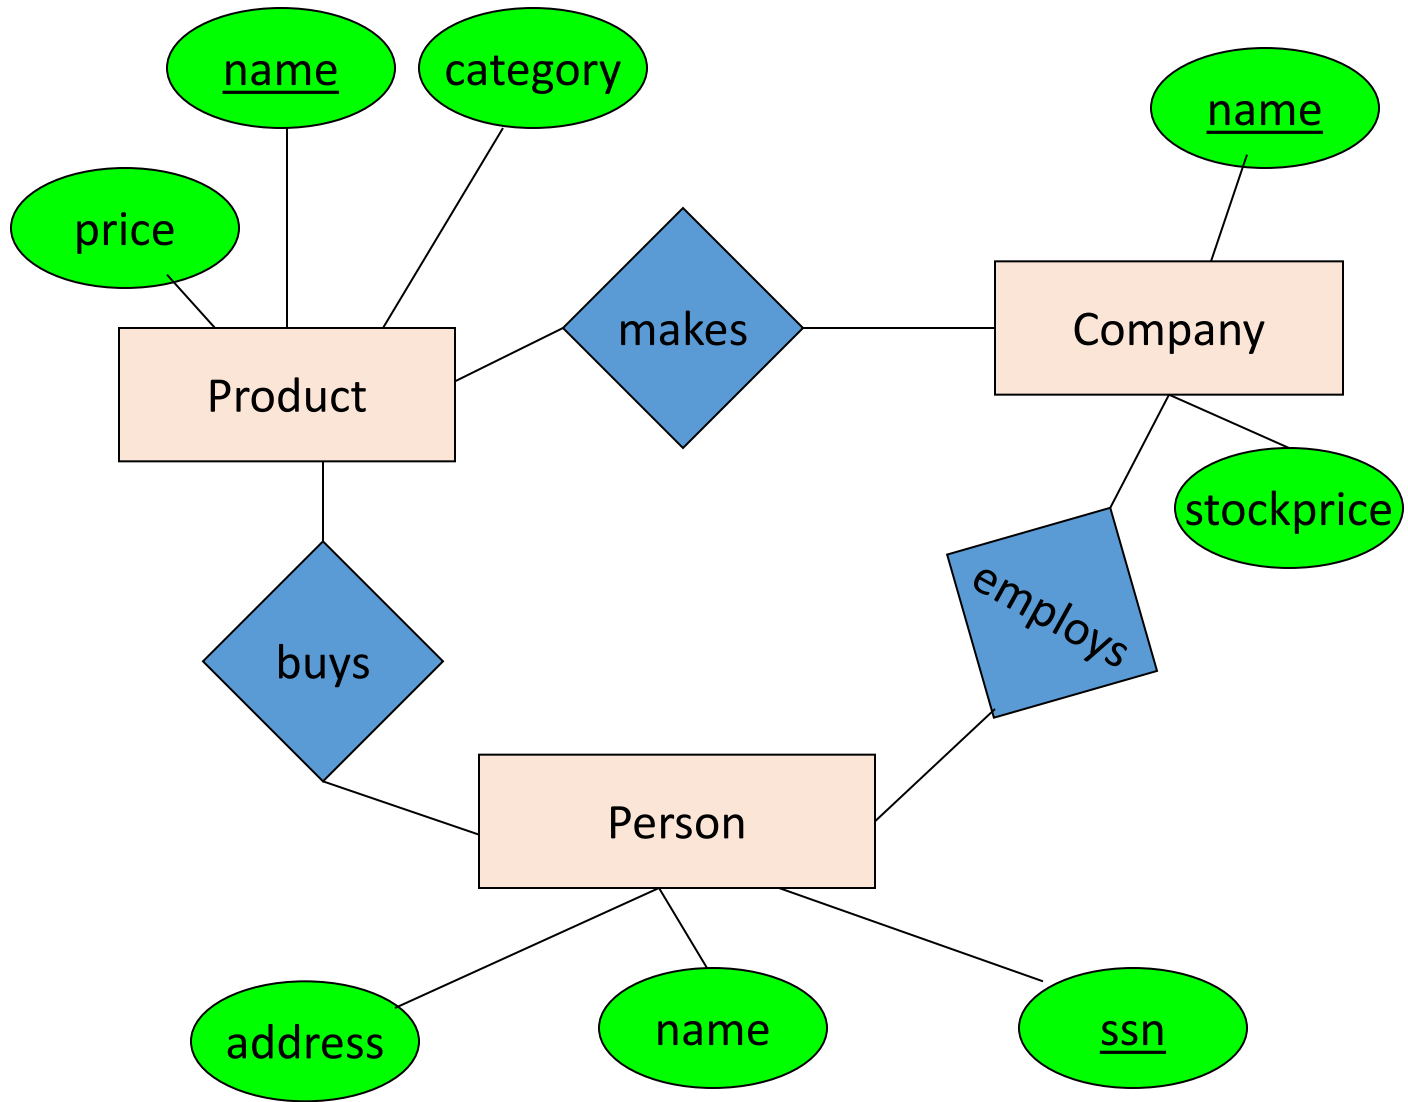 name
category
name
price
makes
Company
Product
stockprice
employs
buys
Person
address
name
ssn